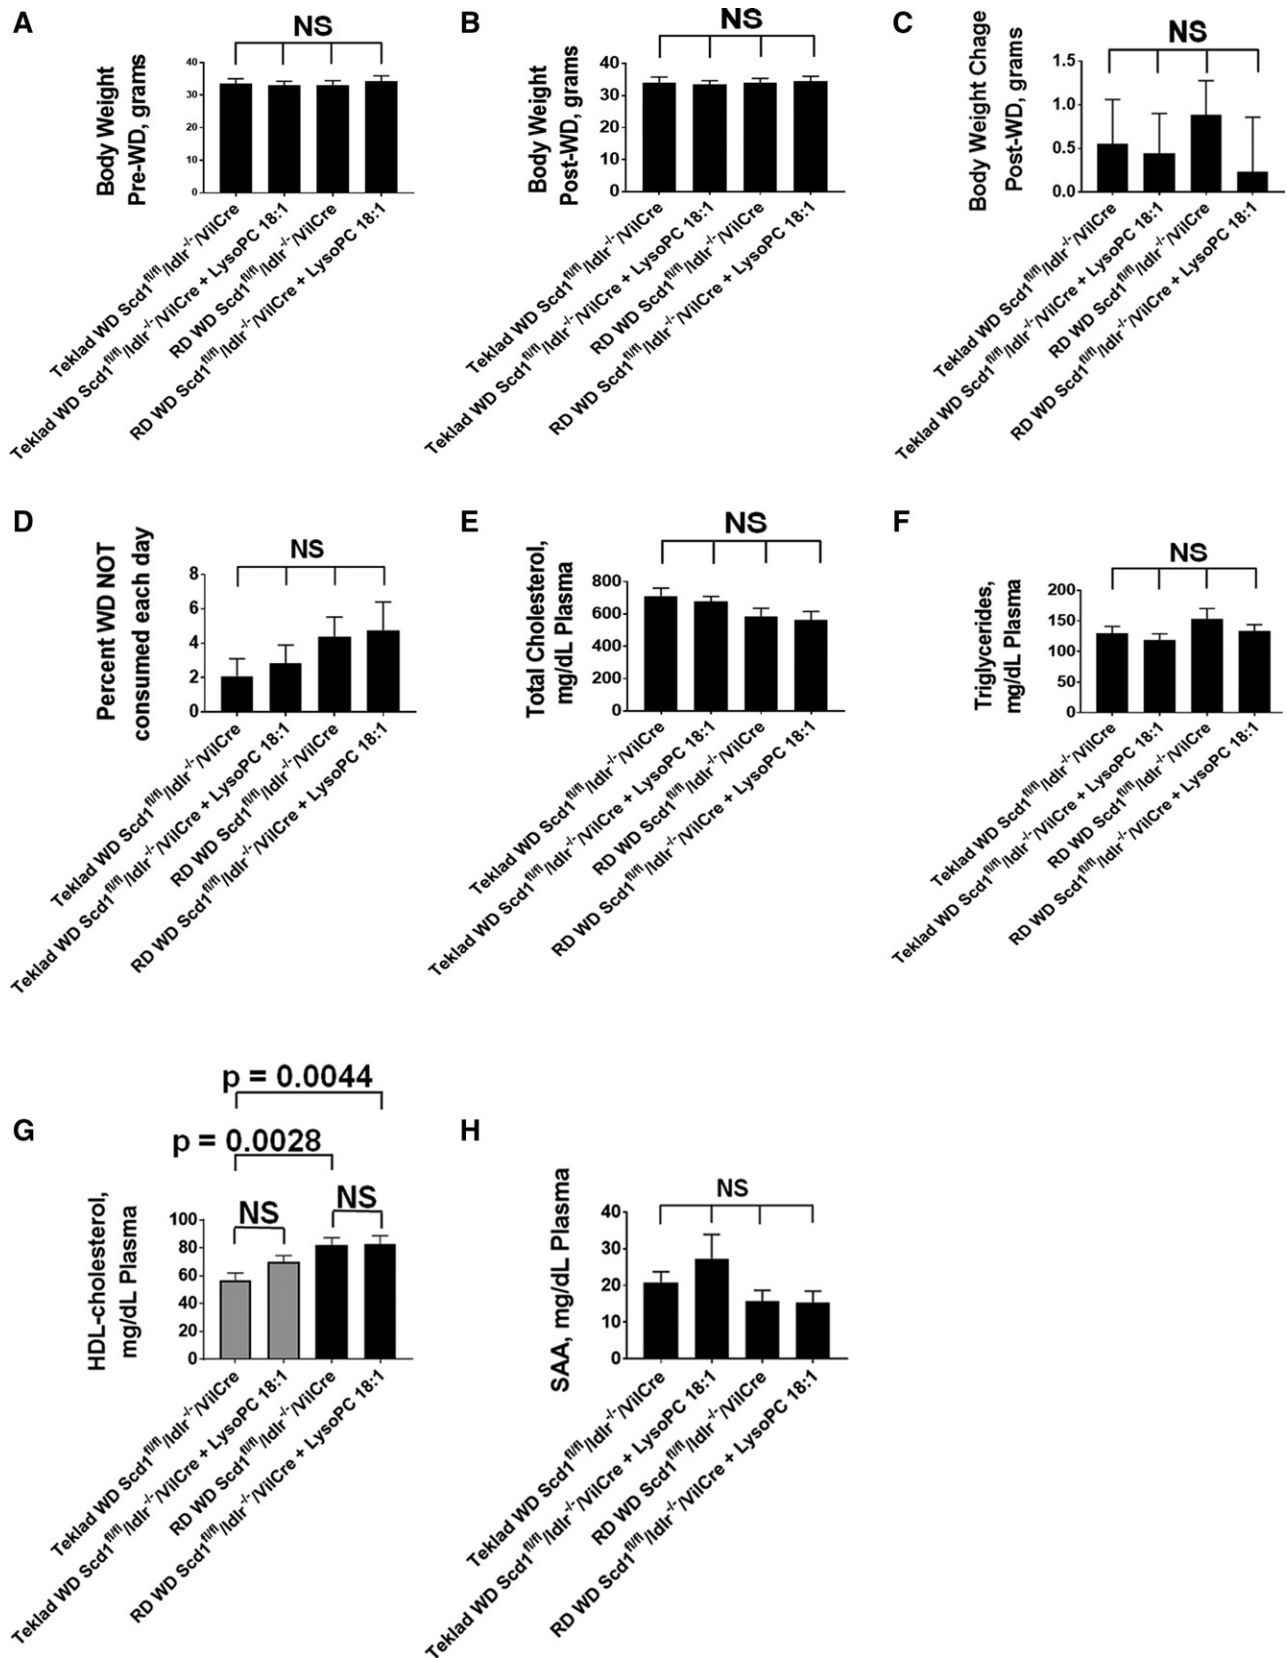 A
NS
Body Weight
Pre-WD, grams
40
30
20
10
0
Teklad WD Scd1fl/fl/ldlr-/-/VilCre
Teklad WD Scd1fl/fl/ldlr-/-/VilCre + LysoPC 18:1
RD WD Scd1fl/fl/ldlr-/-/VilCre
RD WD Scd1fl/fl/ldlr-/-/VilCre + LysoPC 18:1
B
NS
Body Weight
Post-WD, grams
40
30
20
10
0
Teklad WD Scd1fl/fl/ldlr-/-/VilCre
Teklad WD Scd1fl/fl/ldlr-/-/VilCre + LysoPC 18:1
RD WD Scd1fl/fl/ldlr-/-/VilCre
RD WD Scd1fl/fl/ldlr-/-/VilCre + LysoPC 18:1
C
NS
Body Weight Chage
Post-WD, grams
1.5
1.0
0.5
0.0
Teklad WD Scd1fl/fl/ldlr-/-/VilCre
Teklad WD Scd1fl/fl/ldlr-/-/VilCre + LysoPC 18:1
RD WD Scd1fl/fl/ldlr-/-/VilCre
RD WD Scd1fl/fl/ldlr-/-/VilCre + LysoPC 18:1
D
NS
Percent WD NOT
consumed each day
8
6
4
2
0
Teklad WD Scd1fl/fl/ldlr-/-/VilCre
Teklad WD Scd1fl/fl/ldlr-/-/VilCre + LysoPC 18:1
RD WD Scd1fl/fl/ldlr-/-/VilCre
RD WD Scd1fl/fl/ldlr-/-/VilCre + LysoPC 18:1
E
NS
Total Cholesterol,
mg/dL Plasma
800
600
400
200
0
Teklad WD Scd1fl/fl/ldlr-/-/VilCre
Teklad WD Scd1fl/fl/ldlr-/-/VilCre + LysoPC 18:1
RD WD Scd1fl/fl/ldlr-/-/VilCre
RD WD Scd1fl/fl/ldlr-/-/VilCre + LysoPC 18:1
F
NS
Triglycerides,
mg/dL Plasma
200
150
100
50
0
Teklad WD Scd1fl/fl/ldlr-/-/VilCre
Teklad WD Scd1fl/fl/ldlr-/-/VilCre + LysoPC 18:1
RD WD Scd1fl/fl/ldlr-/-/VilCre
RD WD Scd1fl/fl/ldlr-/-/VilCre + LysoPC 18:1
G
p = 0.0044
p = 0.0028
NS
NS
HDL-cholesterol,
mg/dL Plasma
100
80
60
40
20
0
Teklad WD Scd1fl/fl/ldlr-/-/VilCre
Teklad WD Scd1fl/fl/ldlr-/-/VilCre + LysoPC 18:1
RD WD Scd1fl/fl/ldlr-/-/VilCre
RD WD Scd1fl/fl/ldlr-/-/VilCre + LysoPC 18:1
H
NS
SAA, mg/dL Plasma
40
30
20
10
0
Teklad WD Scd1fl/fl/ldlr-/-/VilCre
Teklad WD Scd1fl/fl/ldlr-/-/VilCre + LysoPC 18:1
RD WD Scd1fl/fl/ldlr-/-/VilCre
RD WD Scd1fl/fl/ldlr-/-/VilCre + LysoPC 18:1